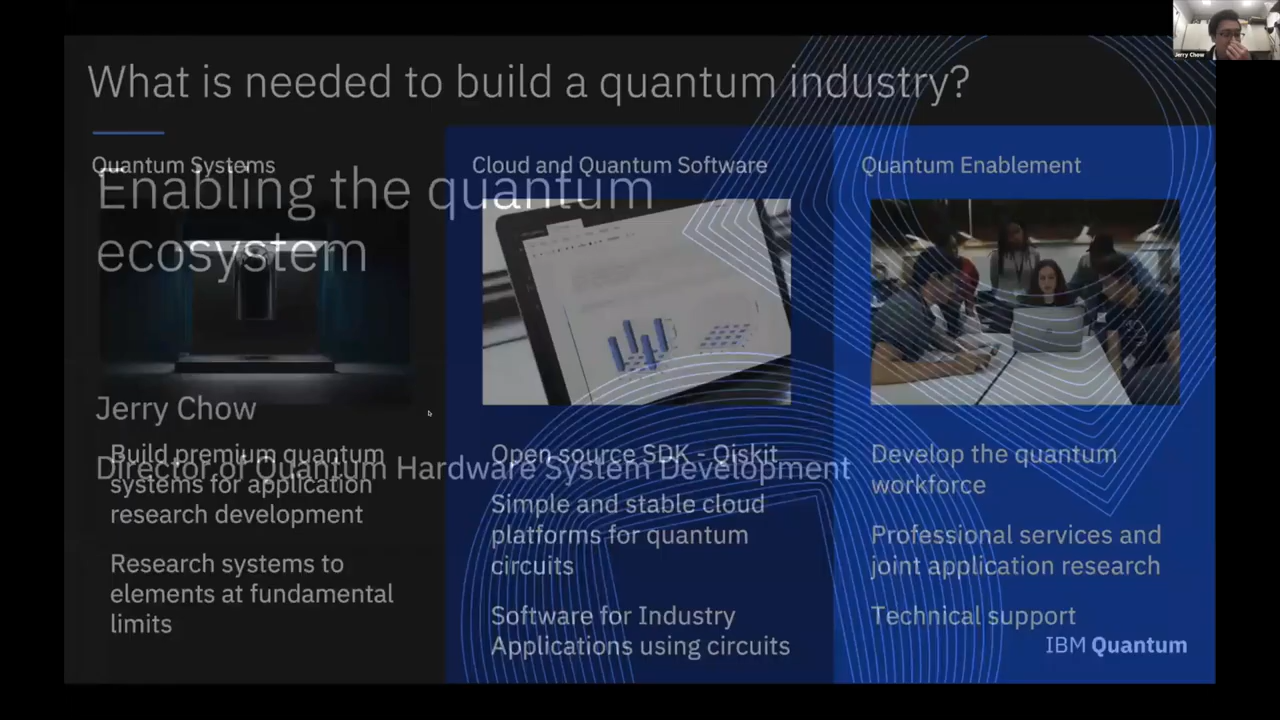 What is needed to build a quantum industry?
Quantum Systems
Cloud and Quantum Software
Quantum Enablement
Enabling the quantum
ecosystem
Jerry Chow
Director of Quantum Hardware System Development
Build premium quantum
systems for application
research development
Research systems to
elements at fundamental
limits
Open source SDK - Qiskit
Simple and stable cloud
platforms for quantum
circuits
Software for Industry
Applications using circuits
Develop the quantum
workforce
Professional services and
joint application research
Technical support
IBM Quantum
Jerry Chow